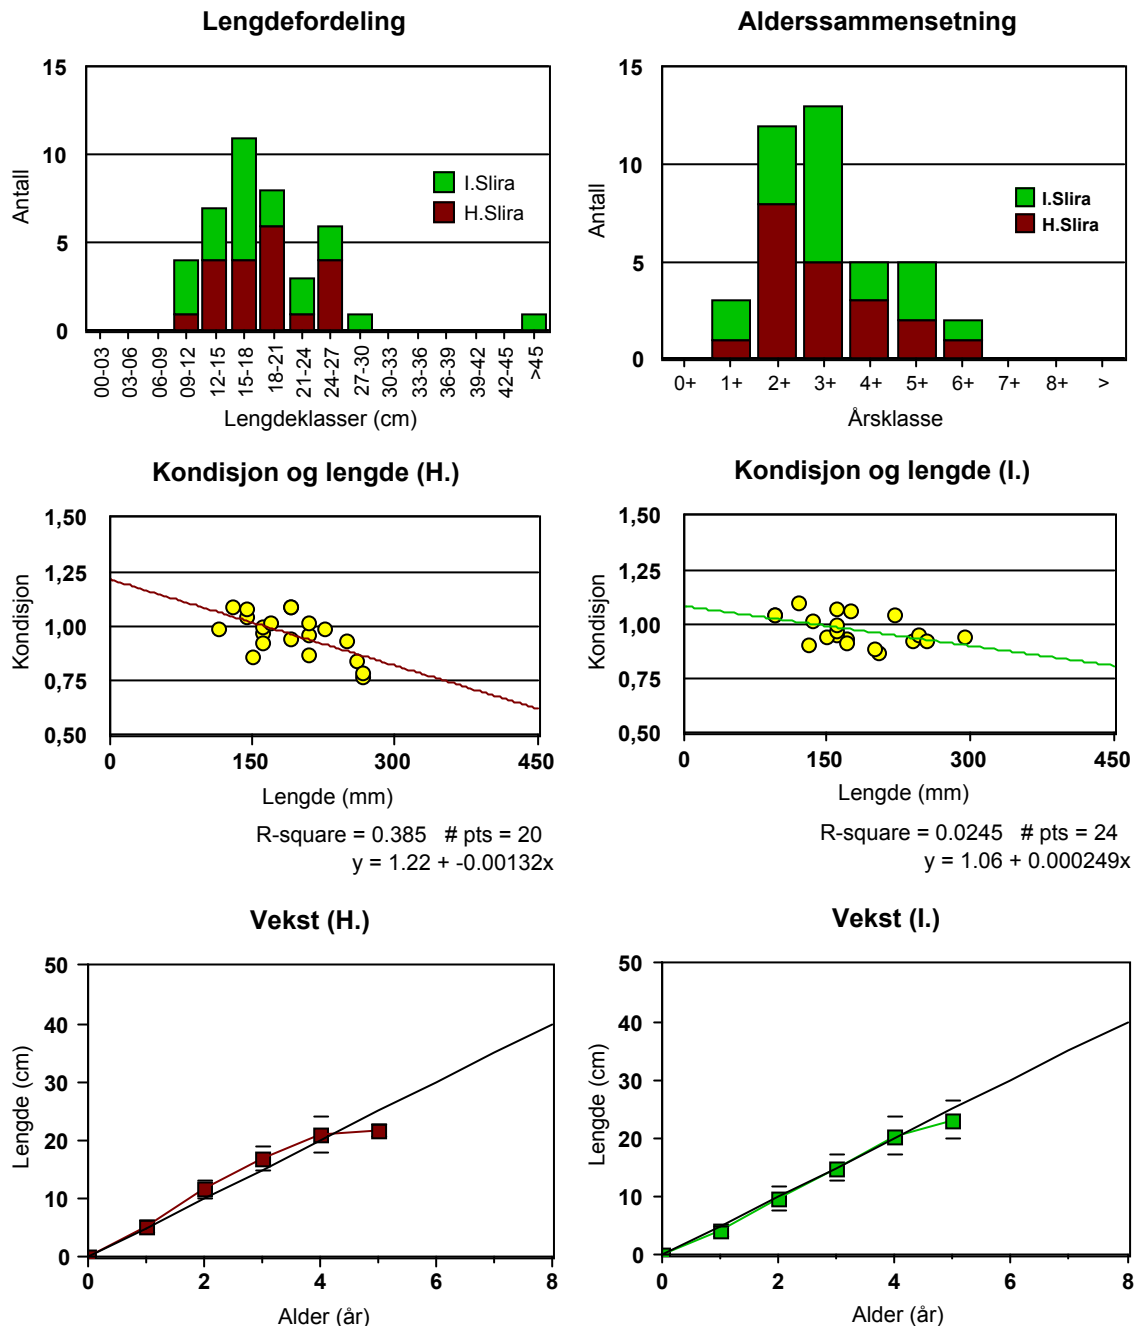 Lengdefordeling
15
10
5
0
Antall
I.Slira
H.Slira
00-03
03-06
06-09
09-12
12-15
15-18
18-21
21-24
24-27
27-30
30-33
33-36
36-39
39-42
42-45
>45
Lengdeklasser (cm)
Alderssammensetning
15
10
5
0
Antall
I.Slira
H.Slira
0+ 1+ 2+ 3+ 4+ 5+ 6+ 7+ 8+ >
Årsklasse
Kondisjon og lengde (H.)
1,50
1,25
1,00
0,75
0,50
Kondisjon
0 150 300 450
Lengde (mm)
R-square = 0.385 # pts = 20
y = 1.22 + -0.00132x
Kondisjon og lengde (I.)
1,50
1,25
1,00
0,75
0,50
Kondisjon
0 150 300 450
Lengde (mm)
R-square = 0.0245 # pts = 24
y = 1.06 + 0.000249x
Vekst (H.)
50
40
30
20
10
0
Lengde (cm)
0 2 4 6 8
Alder (år)
Vekst (I.)
50
40
30
20
10
0
Lengde (cm)
0 2 4 6 8
Alder (år)